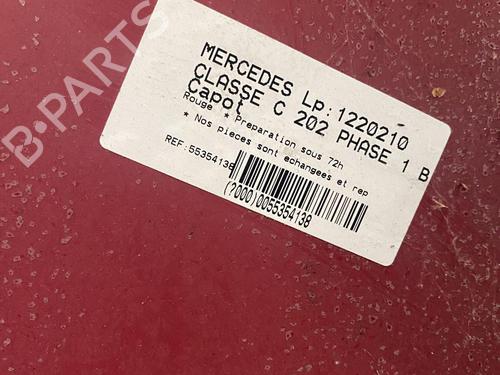 MERCEDES Lp:1220210
CLASSE C 202 PHASE 1 B
Capot
Rouge * Preparation sous 72h
* Nos pieces sont echangees et rep
REF:55354138
(2000)0055354138
B-PARTS